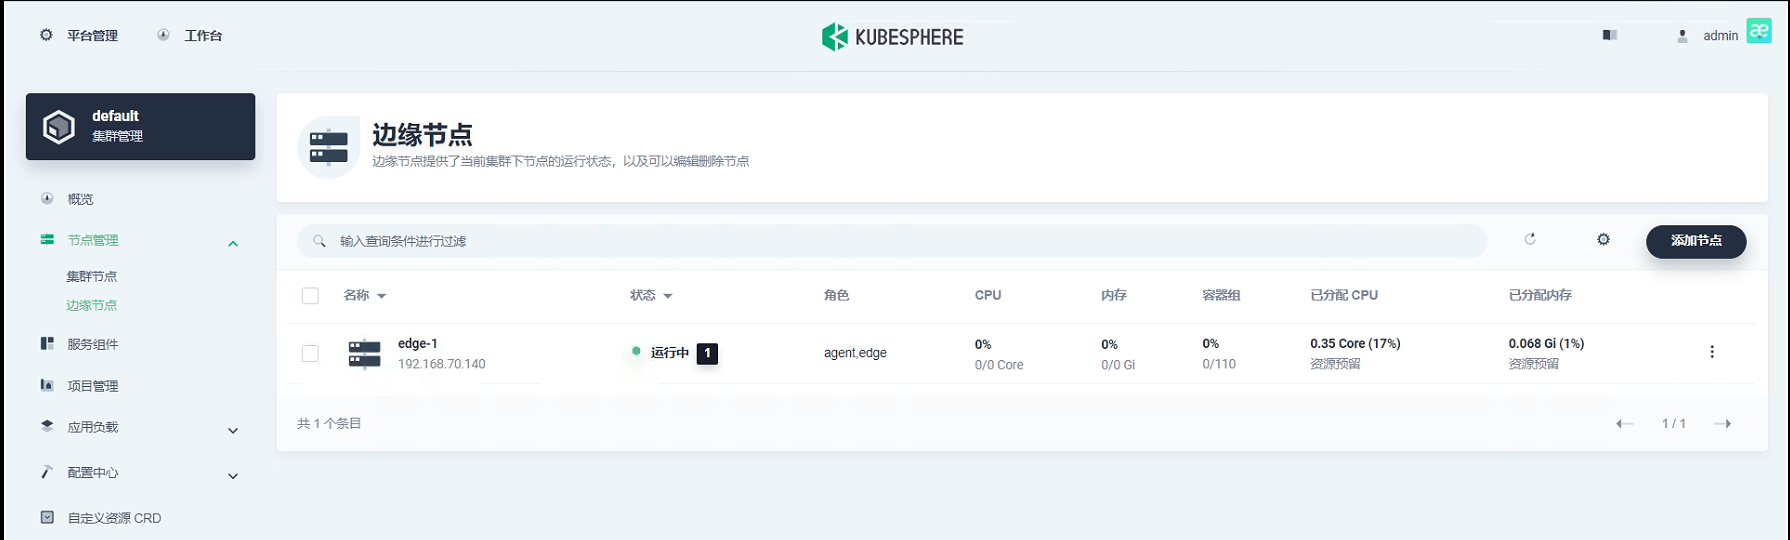 平台管理
工作台
KUBESPHERE
admin
æ
default
集群管理
概览
节点管理
集群节点
边缘节点
服务组件
项目管理
应用负载
配置中心
自定义资源 CRD
边缘节点
边缘节点提供了当前集群下节点的运行状态，以及可以编辑删除节点
输入查询条件进行过滤
添加节点
名称 状态 角色 CPU 内存 容器组 已分配 CPU 已分配内存
edge-1 运行中 1 agent,edge 0% 0% 0% 0.35 Core (17%) 0.068 Gi (1%)
192.168.70.140 0/0 Core 0/0 Gi 0/110 资源预留 资源预留
共 1 个条目
1 / 1